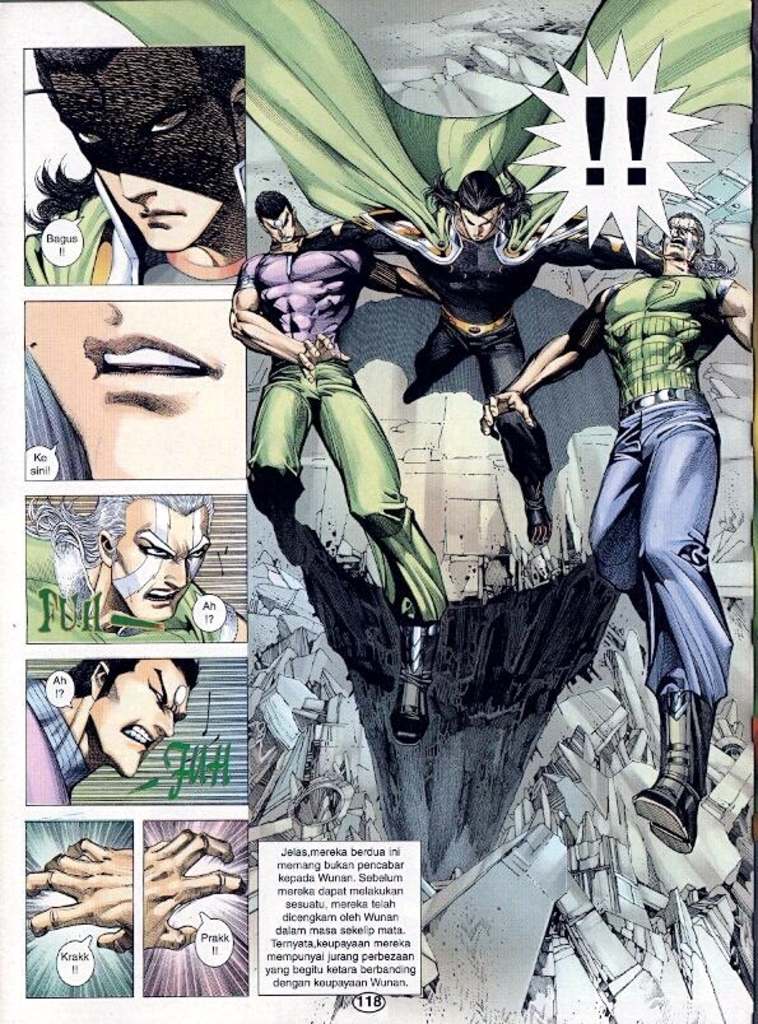 !!
Bagus
!!
Ke
sini!
FUH
Ah
!?
Ah
!?
FUH
Krakk
!!
Prakk
!!
Jelas,mereka berdua ini
memang bukan pencabar
kepada Wunan. Sebelum
mereka dapat melakukan
sesuatu, mereka telah
dicengkam oleh Wunan
dalam masa sekelip mata.
Ternyata,keupayaan mereka
mempunyai jurang perbezaan
yang begitu ketara berbanding
dengan keupayaan Wunan.
118